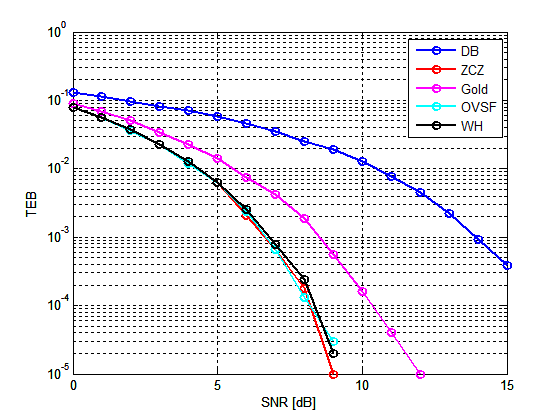 10^0
10^-1
10^-2
10^-3
10^-4
10^-5
TEB
0 5 10 15
SNR [dB]
DB
ZCZ
Gold
OVSF
WH